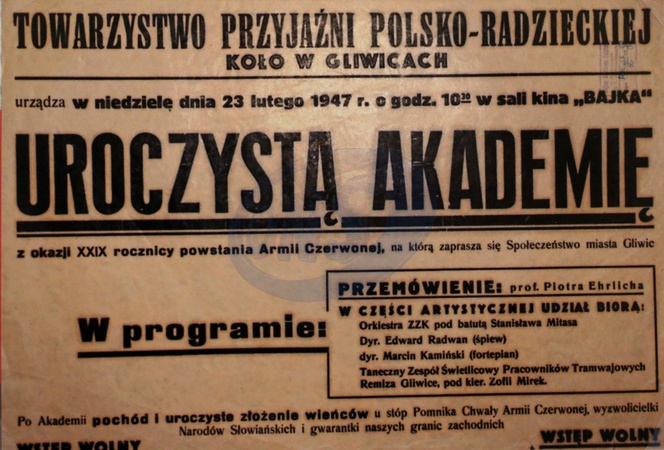 TOWARZYSTWO PRZYJAŹNI POLSKO-RADZIECKIEJ
KOŁO W GLIWICACH
urządza w niedzielę dnia 23 lutego 1947 r. o godz. 10³⁰ w sali kina „BAJKA"
UROCZYSTĄ AKADEMIĘ
z okazji XXIX rocznicy powstania Armii Czerwonej, na którą zaprasza się Społeczeństwo miasta Gliwic
W programie:
PRZEMÓWIENIE: prof. Piotra Ehrlicha
W CZĘŚCI ARTYSTYCZNEJ UDZIAŁ BIORĄ:
Orkiestra ZZK pod batutą Stanisława Mitasa
Dyr. Edward Radwan (śpiew)
dyr. Marcin Kamiński (fortepian)
Taneczny Zespół Świetlicowy Pracowników Tramwajowych
Remiza Gliwice, pod kier. Zofii Mirek.
Po Akademii pochód i uroczyste złożenie wieńców u stóp Pomnika Chwały Armii Czerwonej, wyzwolicielki
Narodów Słowiańskich i gwarantki naszych granic zachodnich
WSTĘP WOLNY WSTĘP WOLNY